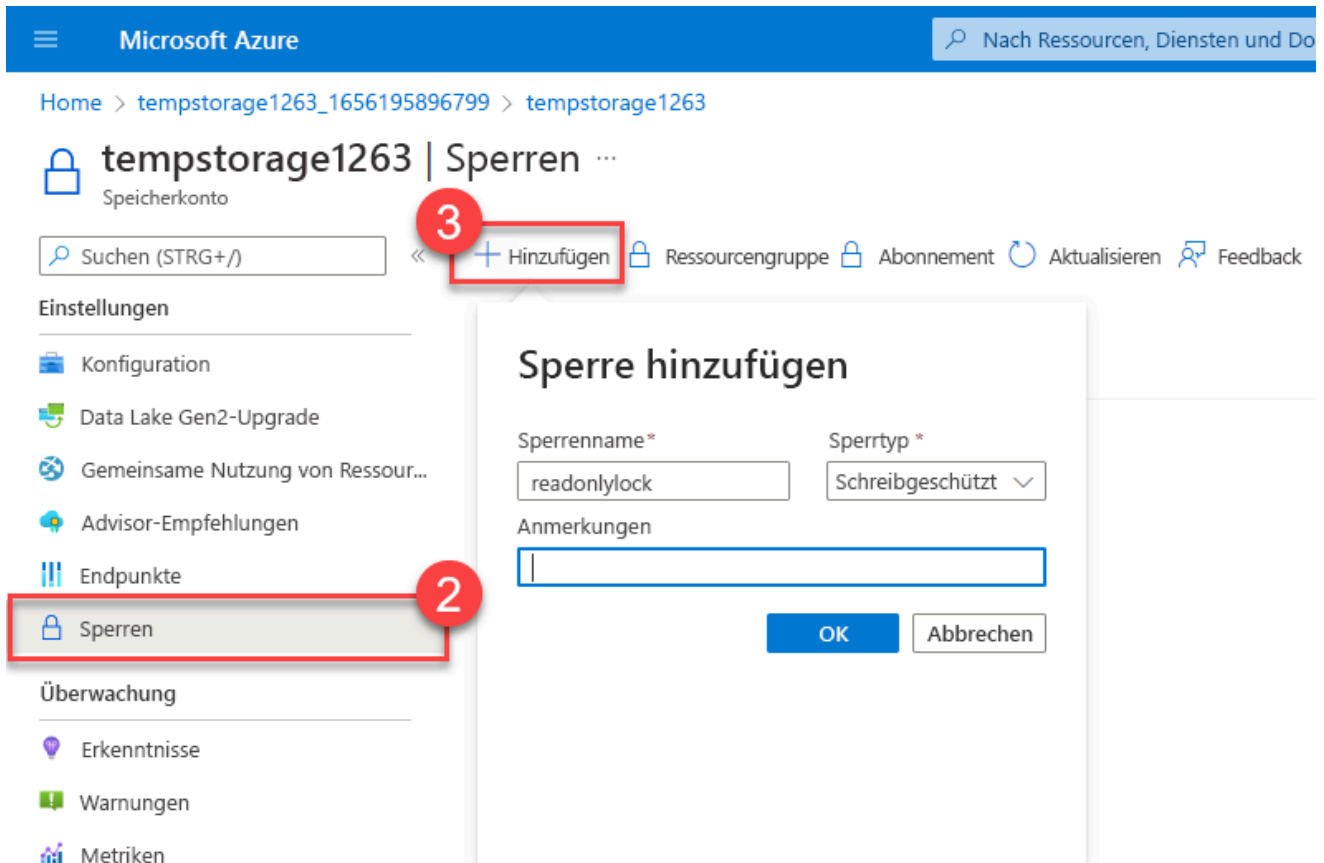 Microsoft Azure
Nach Ressourcen, Diensten und Do
Home > tempstorage1263_1656195896799 > tempstorage1263
tempstorage1263 | Sperren ...
Speicherkonto
3
Suchen (STRG+/)
«
+ Hinzufügen Ressourcengruppe Abonnement Aktualisieren Feedback
Einstellungen
Konfiguration
Data Lake Gen2-Upgrade
Gemeinsame Nutzung von Ressour...
Advisor-Empfehlungen
Endpunkte
2
Sperren
Überwachung
Erkenntnisse
Warnungen
Metriken
Sperre hinzufügen
Sperrenname* Sperrtyp *
readonlylock Schreibgeschützt
Anmerkungen
OK Abbrechen